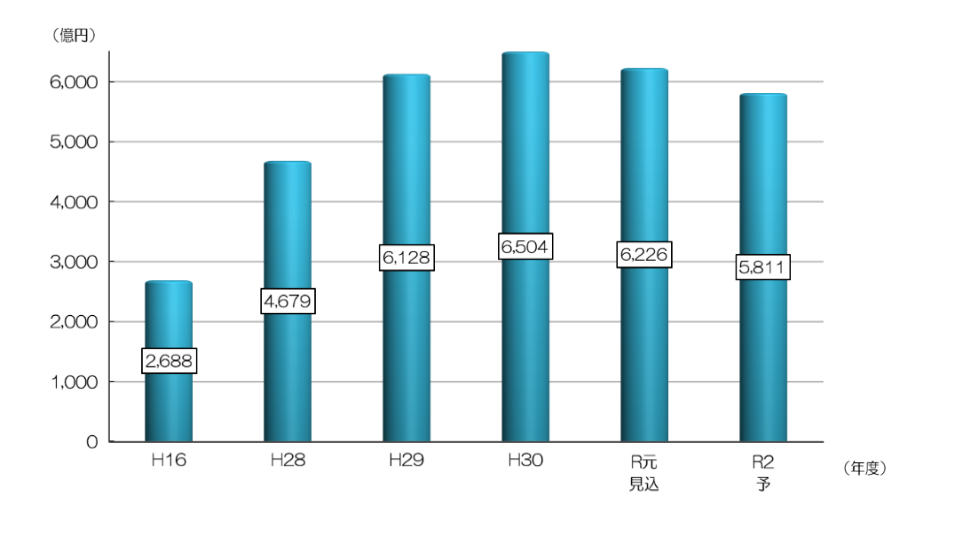 （億円）
6,000
5,000
4,000
3,000
2,000
1,000
0
2,688
4,679
6,128
6,504
6,226
5,811
H16
H28
H29
H30
R元
見込
R2
予
（年度）